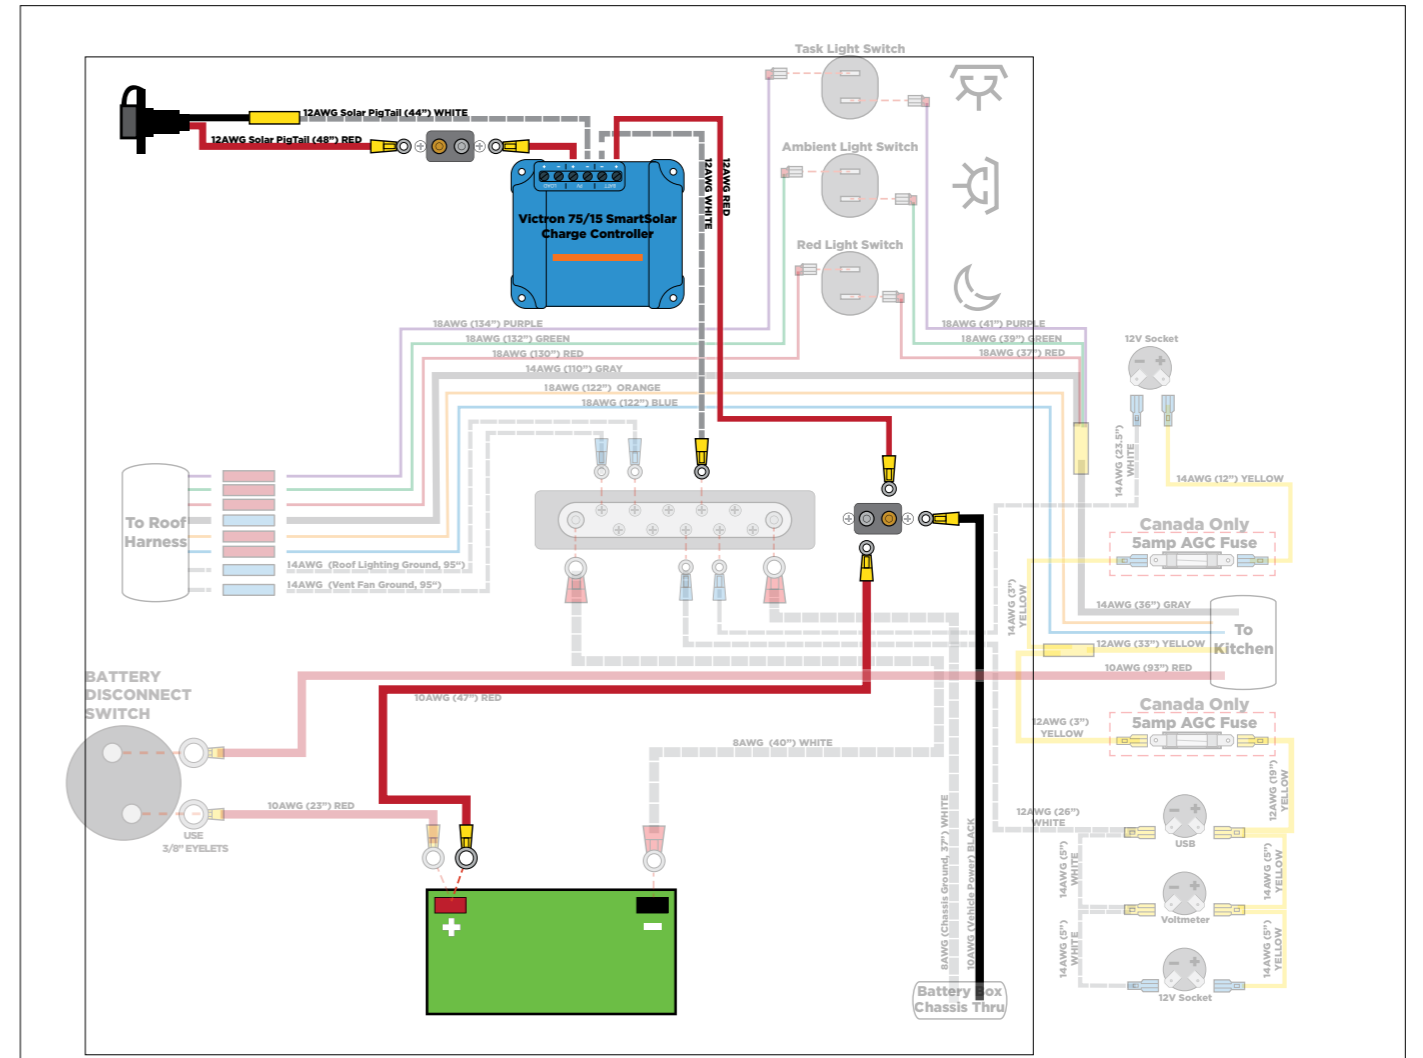 Task Light Switch
12AWG Solar PigTail (44”) WHITE
12AWG Solar PigTail (48”) RED
Ambient Light Switch
LOAD
PV
BATT
12AWG WHITE
12AWG RED
Victron 75/15 SmartSolar
Charge Controller
Red Light Switch
18AWG (134”) PURPLE
18AWG (132”) GREEN
18AWG (130”) RED
14AWG (110”) GRAY
18AWG (122”) ORANGE
18AWG (122”) BLUE
18AWG (41”) PURPLE
18AWG (39”) GREEN
18AWG (37”) RED
12V Socket
14AWG (23.5”)
WHITE
14AWG (12”) YELLOW
To Roof
Harness
14AWG (Roof Lighting Ground, 95“)
14AWG (Vent Fan Ground, 95“)
Canada Only
5amp AGC Fuse
14AWG (3”)
YELLOW
14AWG (36”) GRAY
12AWG (33”) YELLOW
10AWG (93”) RED
To
Kitchen
BATTERY
DISCONNECT
SWITCH
10AWG (47”) RED
Canada Only
5amp AGC Fuse
12AWG (3”)
YELLOW
8AWG (40”) WHITE
12AWG (19”)
YELLOW
10AWG (23”) RED
USE
3/8” EYELETS
8AWG (Chassis Ground, 37”) WHITE
10AWG (Vehicle Power) BLACK
12AWG (26”)
WHITE
USB
14AWG (5”)
WHITE
14AWG (5”)
YELLOW
Voltmeter
14AWG (5”)
WHITE
14AWG (5”)
YELLOW
12V Socket
Battery Box
Chassis Thru